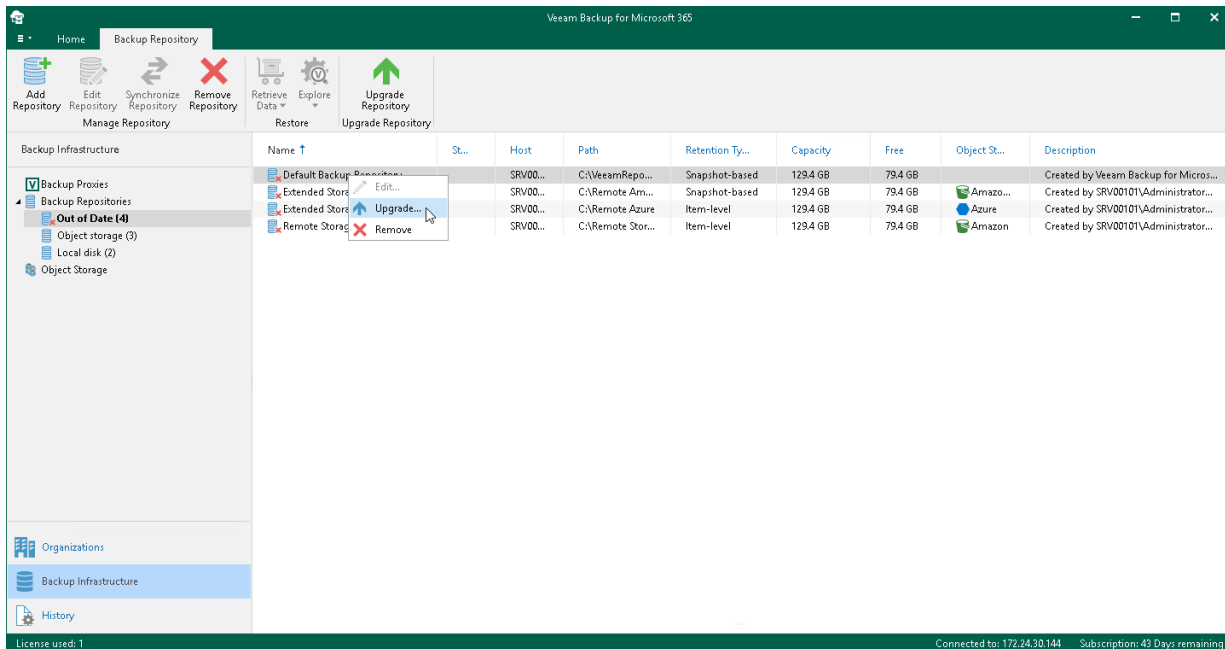 Veeam Backup for Microsoft 365
Home Backup Repository
Add Repository
Edit Repository
Synchronize Repository
Remove Repository
Retrieve Data
Explore
Upgrade Repository
Manage Repository Restore Upgrade Repository
Backup Infrastructure
Backup Proxies
Backup Repositories
Out of Date (4)
Object storage (3)
Local disk (2)
Object Storage
Name St... Host Path Retention Ty... Capacity Free Object St... Description
Default Backup Repository SRV00... C:\VeeamRepo... Snapshot-based 129.4 GB 79.4 GB Created by Veeam Backup for Micros...
Extended Stora SRV00... C:\Remote Am... Snapshot-based 129.4 GB 79.4 GB Amazo... Created by SRV00101\Administrator...
Extended Stora SRV00... C:\Remote Azure Item-level 129.4 GB 79.4 GB Azure Created by SRV00101\Administrator...
Remote Storag SRV00... C:\Remote Stor... Item-level 129.4 GB 79.4 GB Amazon Created by SRV00101\Administrator...
Edit...
Upgrade...
Remove
Organizations
Backup Infrastructure
History
License used: 1 Connected to: 172.24.30.144 Subscription: 43 Days remaining